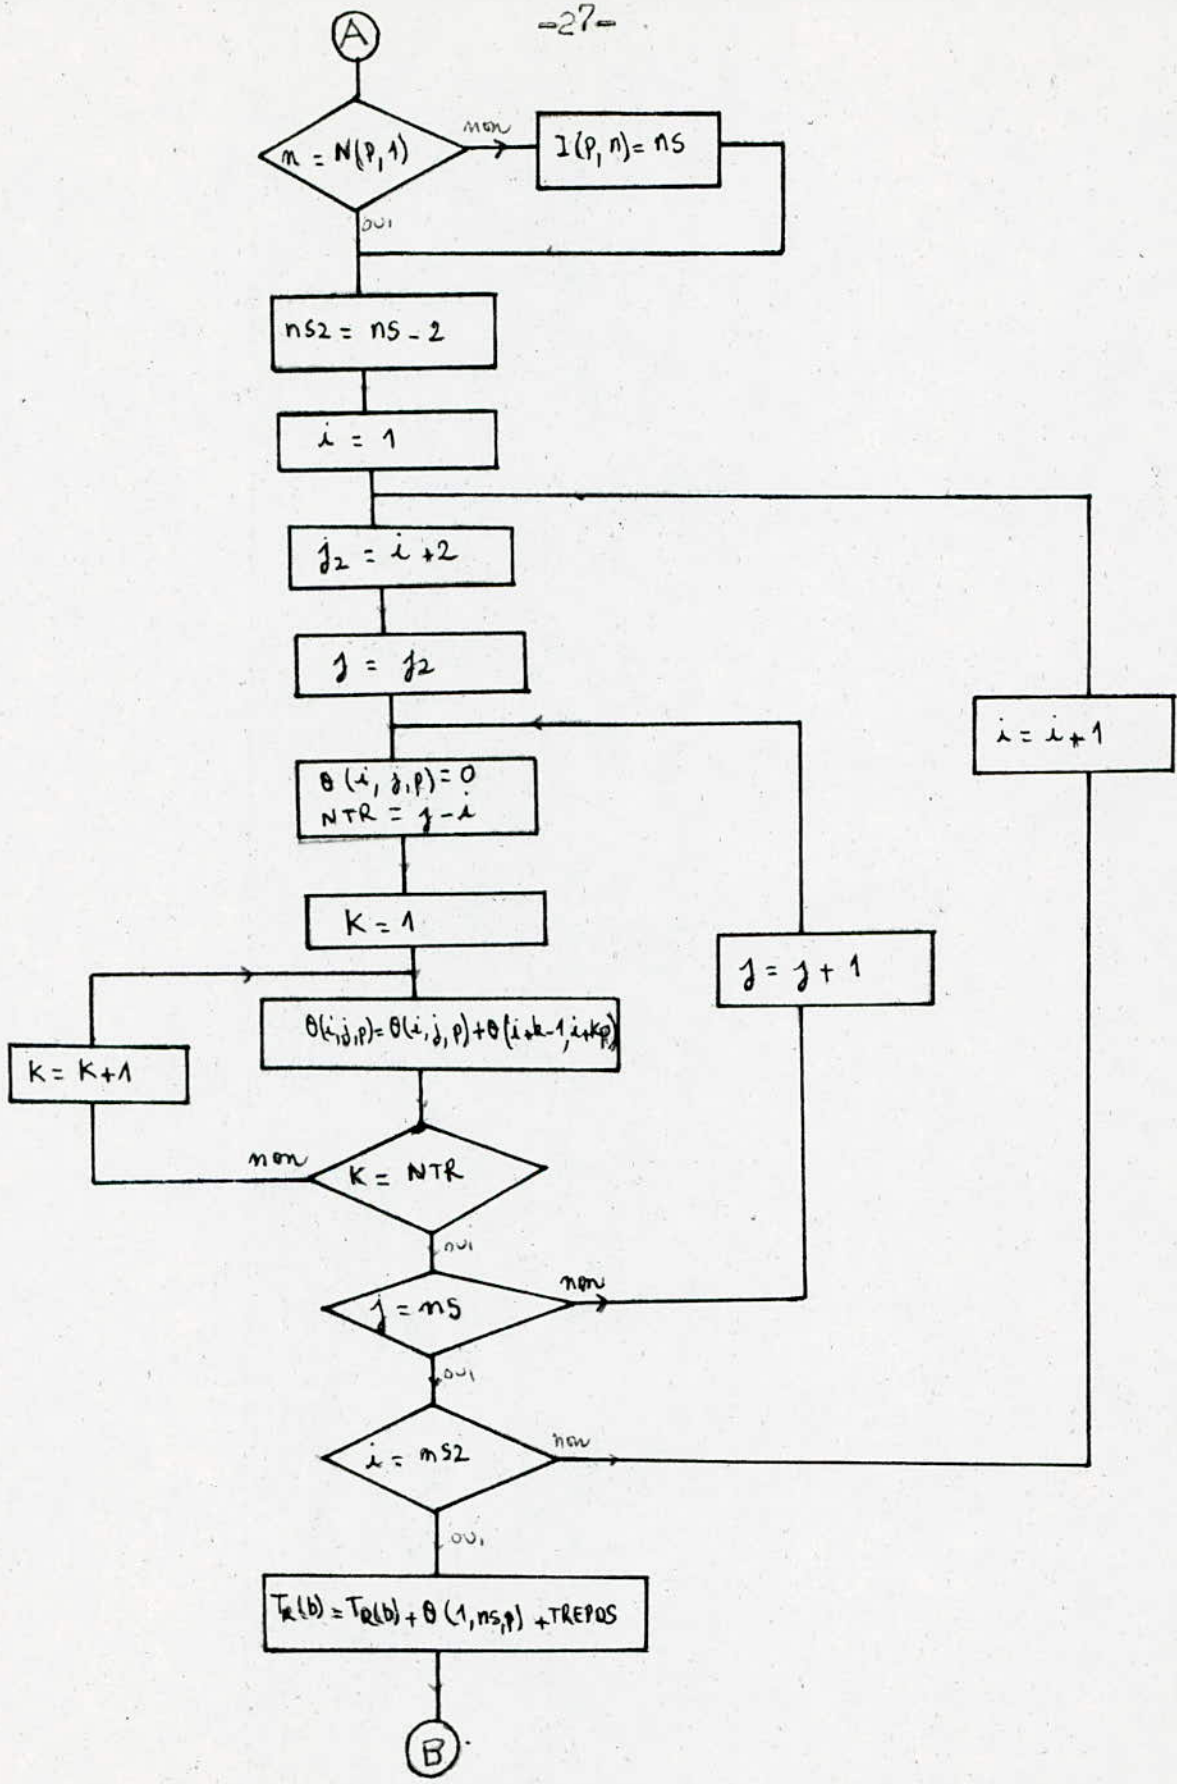 -27-
A
n = N(P,1)
non
I(P,n)= ns
oui
ns2 = ns - 2
i = 1
j2 = i + 2
j = j2
i = i + 1
θ(i, j,p)= 0
NTR = j - i
K = 1
j = j + 1
θ(i,j,p)= θ(i,j,p)+θ(i+k-1,i+k,p)
K = K+1
non
K = NTR
oui
non
j = ns
oui
i = ns2
non
oui
TR(b) = TR(b) + θ(1,ns,p) + TREPOS
B